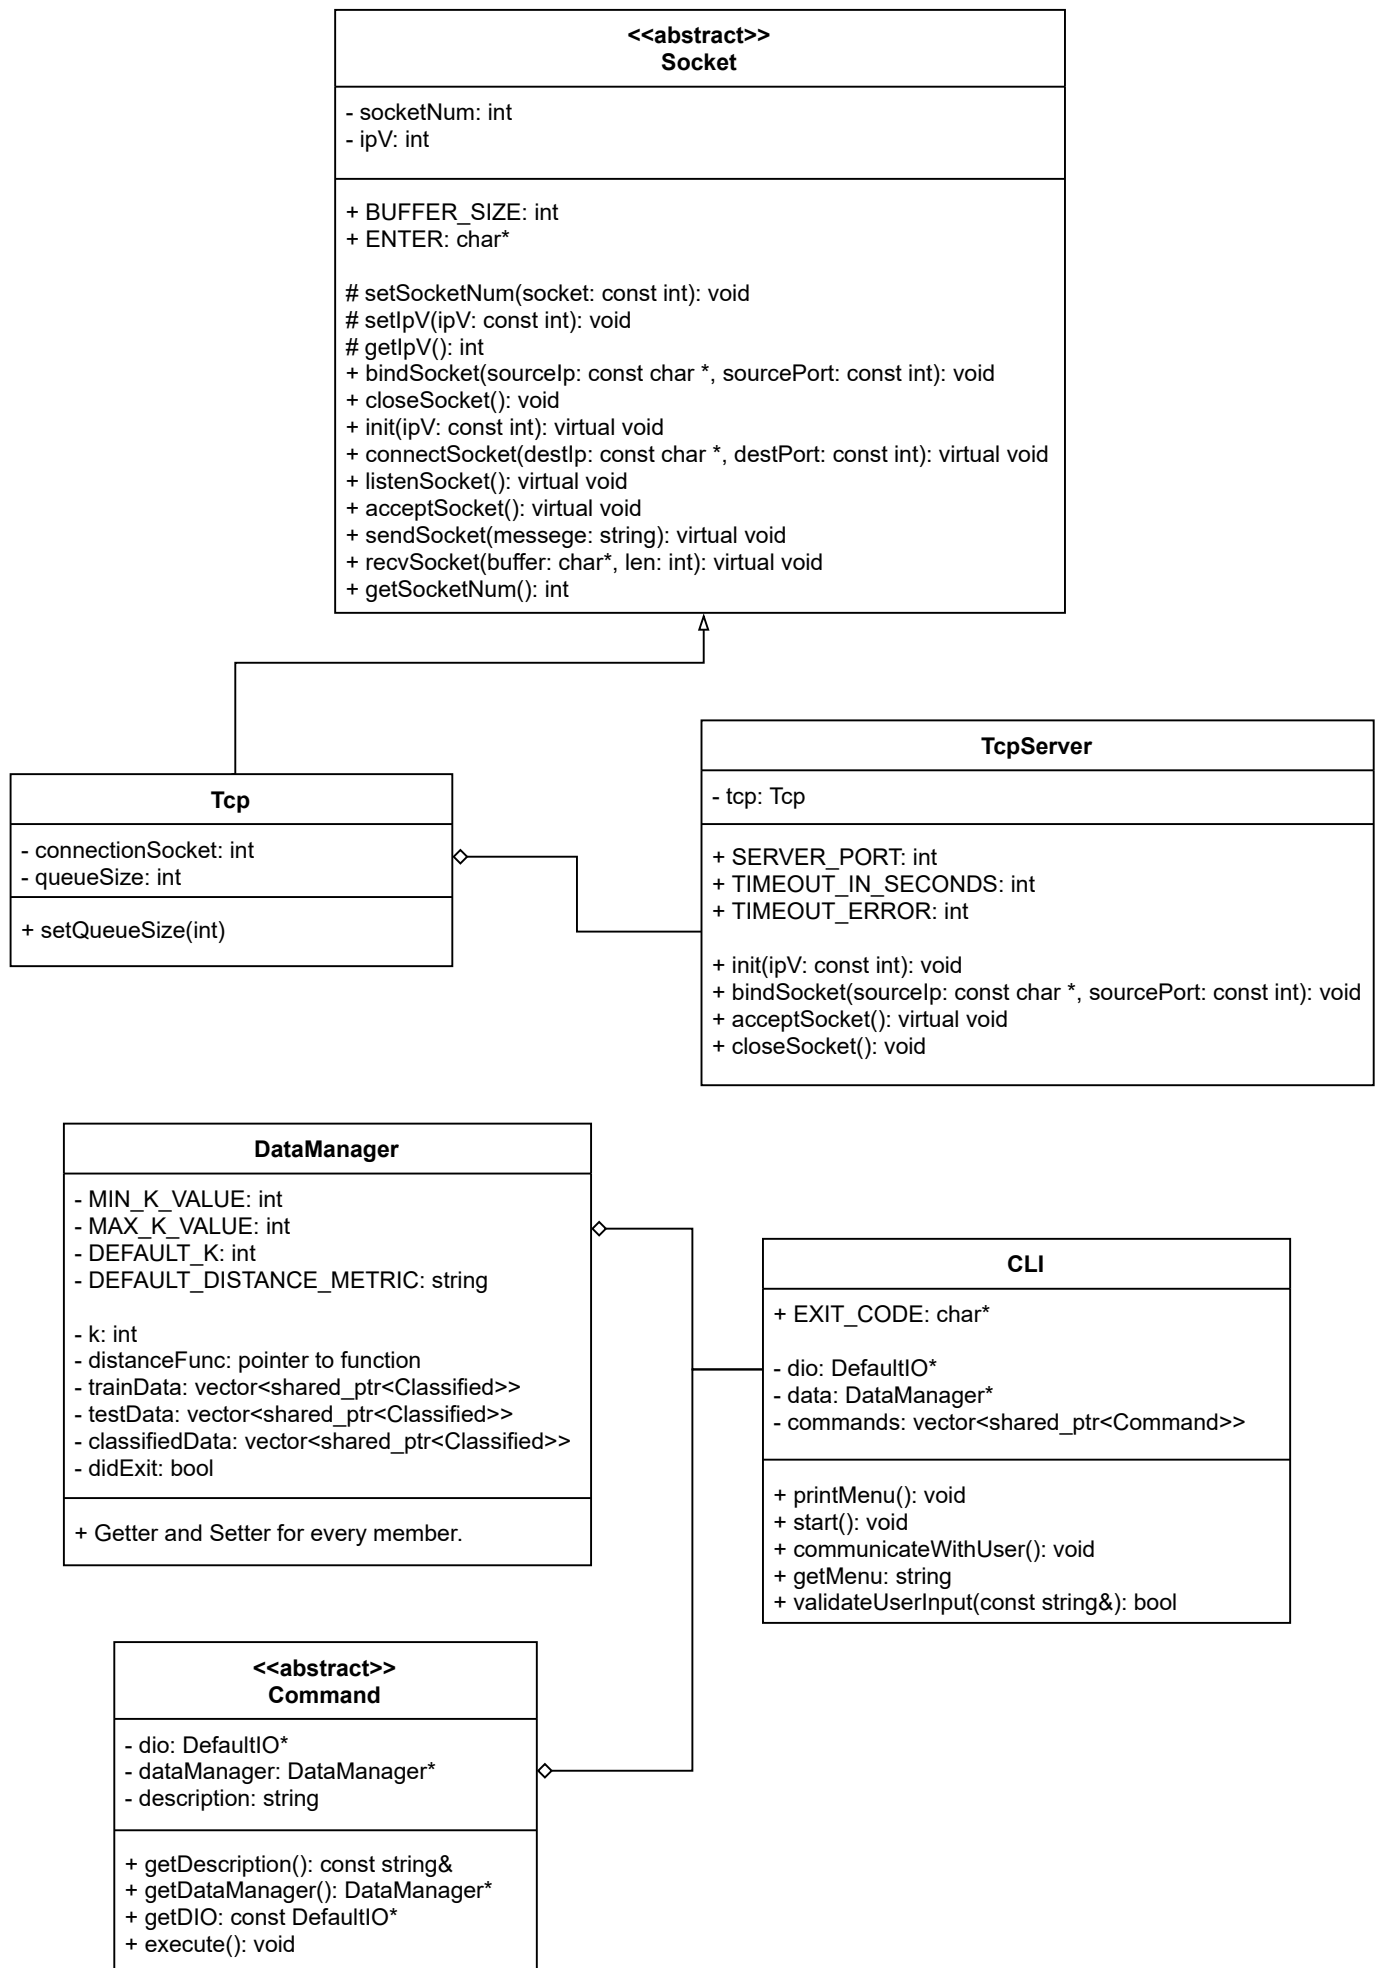 <<abstract>>
Socket
- socketNum: int
- ipV: int
+ BUFFER_SIZE: int
+ ENTER: char*
# setSocketNum(socket: const int): void
# setIpV(ipV: const int): void
# getIpV(): int
+ bindSocket(sourceIp: const char *, sourcePort: const int): void
+ closeSocket(): void
+ init(ipV: const int): virtual void
+ connectSocket(destIp: const char *, destPort: const int): virtual void
+ listenSocket(): virtual void
+ acceptSocket(): virtual void
+ sendSocket(messege: string): virtual void
+ recvSocket(buffer: char*, len: int): virtual void
+ getSocketNum(): int
Tcp
- connectionSocket: int
- queueSize: int
+ setQueueSize(int)
TcpServer
- tcp: Tcp
+ SERVER_PORT: int
+ TIMEOUT_IN_SECONDS: int
+ TIMEOUT_ERROR: int
+ init(ipV: const int): void
+ bindSocket(sourceIp: const char *, sourcePort: const int): void
+ acceptSocket(): virtual void
+ closeSocket(): void
DataManager
- MIN_K_VALUE: int
- MAX_K_VALUE: int
- DEFAULT_K: int
- DEFAULT_DISTANCE_METRIC: string
- k: int
- distanceFunc: pointer to function
- trainData: vector<shared_ptr<Classified>>
- testData: vector<shared_ptr<Classified>>
- classifiedData: vector<shared_ptr<Classified>>
- didExit: bool
+ Getter and Setter for every member.
CLI
+ EXIT_CODE: char*
- dio: DefaultIO*
- data: DataManager*
- commands: vector<shared_ptr<Command>>
+ printMenu(): void
+ start(): void
+ communicateWithUser(): void
+ getMenu: string
+ validateUserInput(const string&): bool
<<abstract>>
Command
- dio: DefaultIO*
- dataManager: DataManager*
- description: string
+ getDescription(): const string&
+ getDataManager(): DataManager*
+ getDIO: const DefaultIO*
+ execute(): void